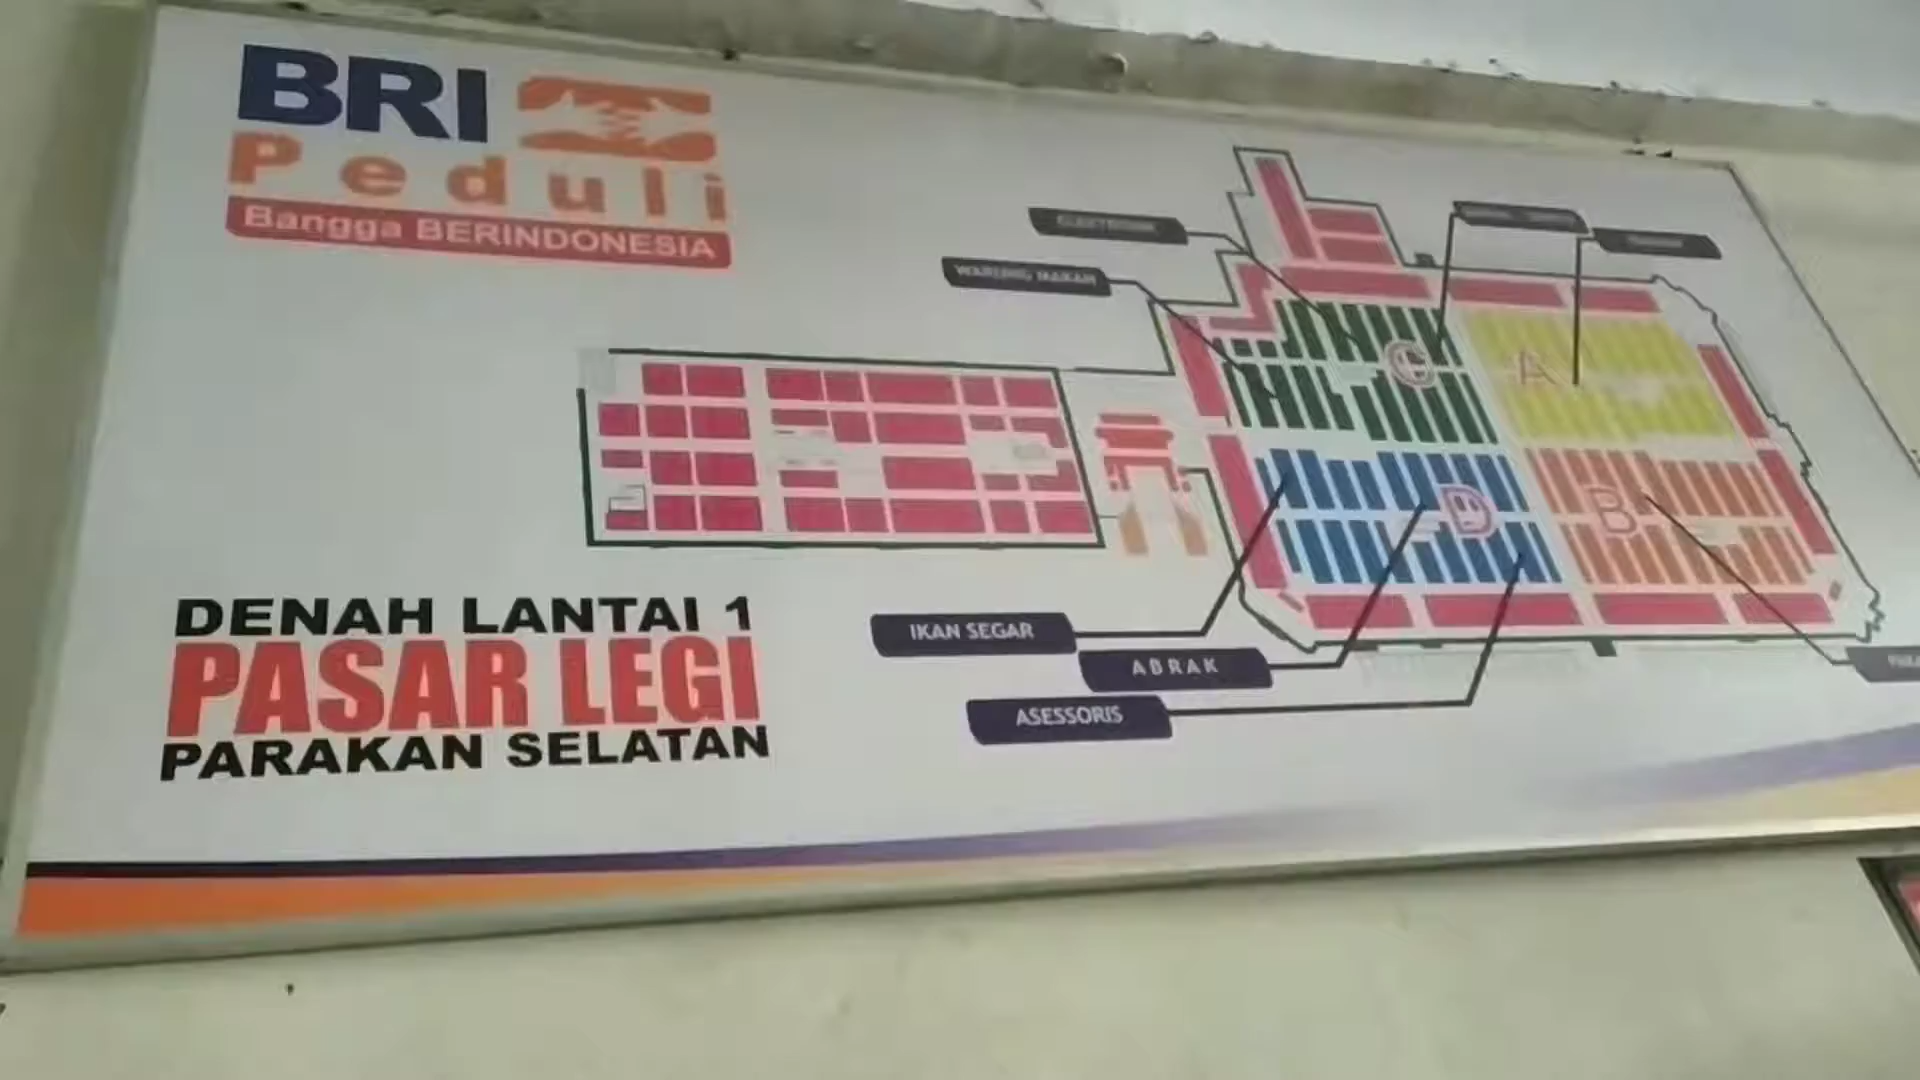 BRI
Peduli
Bangga BERINDONESIA
WARUNG MAKAN
C
A
D
B
IKAN SEGAR
ABRAK
ASESSORIS
DENAH LANTAI 1
PASAR LEGI
PARAKAN SELATAN